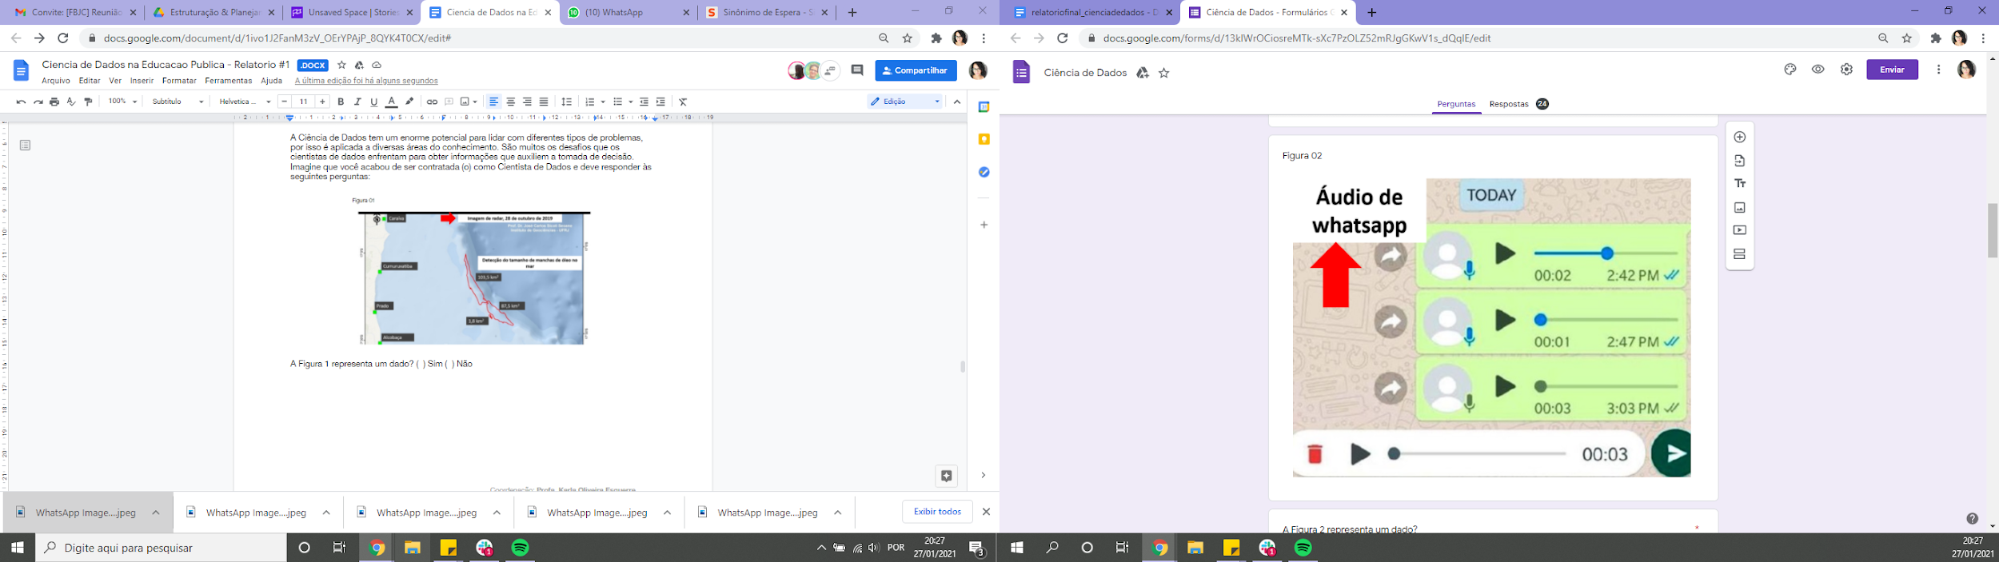 Convite: [FBJC] Reunião
Estruturação & Planejar
Unsaved Space | Stories
Ciencia de Dados na Ed
(10) WhatsApp
Sinônimo de Espera - S
docs.google.com/document/d/1ivo1J2FanM3zV_OErYPAjP_8QYK4T0CX/edit#
Ciencia de Dados na Educacao Publica - Relatorio #1 .DOCX
Compartilhar
Arquivo Editar Ver Inserir Formatar Ferramentas Ajuda A última edição foi há alguns segundos
100% Subtítulo Helvetica ... 11 Edição
A Ciência de Dados tem um enorme potencial para lidar com diferentes tipos de problemas,
por isso é aplicada a diversas áreas do conhecimento. São muitos os desafios que os
cientistas de dados enfrentam para obter informações que auxiliem a tomada de decisão.
Imagine que você acabou de ser contratada (o) como Cientista de Dados e deve responder às
seguintes perguntas:
Figura 01
Imagem de radar, 28 de outubro de 2019
Detecção do tamanho de manchas de óleo no
mar
Prado
Alcobaça
A Figura 1 representa um dado? ( ) Sim ( ) Não
Coordenação: Profa. Karla Oliveira Esquerre
WhatsApp Image....jpeg
WhatsApp Image....jpeg
WhatsApp Image....jpeg
WhatsApp Image....jpeg
WhatsApp Image....jpeg
Exibir todos
Digite aqui para pesquisar
POR
20:27
27/01/2021
3
relatoriofinal_cienciadedados - D
Ciência de Dados - Formulários G
docs.google.com/forms/d/13klWrOCiosreMTk-sXc7PzOLZ52mRJgGKwV1s_dQqlE/edit
Ciência de Dados
Enviar
Perguntas Respostas 24
Figura 02
Áudio de
whatsapp
TODAY
00:02 2:42 PM
00:01 2:47 PM
00:03 3:03 PM
00:03
A Figura 2 representa um dado? *
20:27
27/01/2021